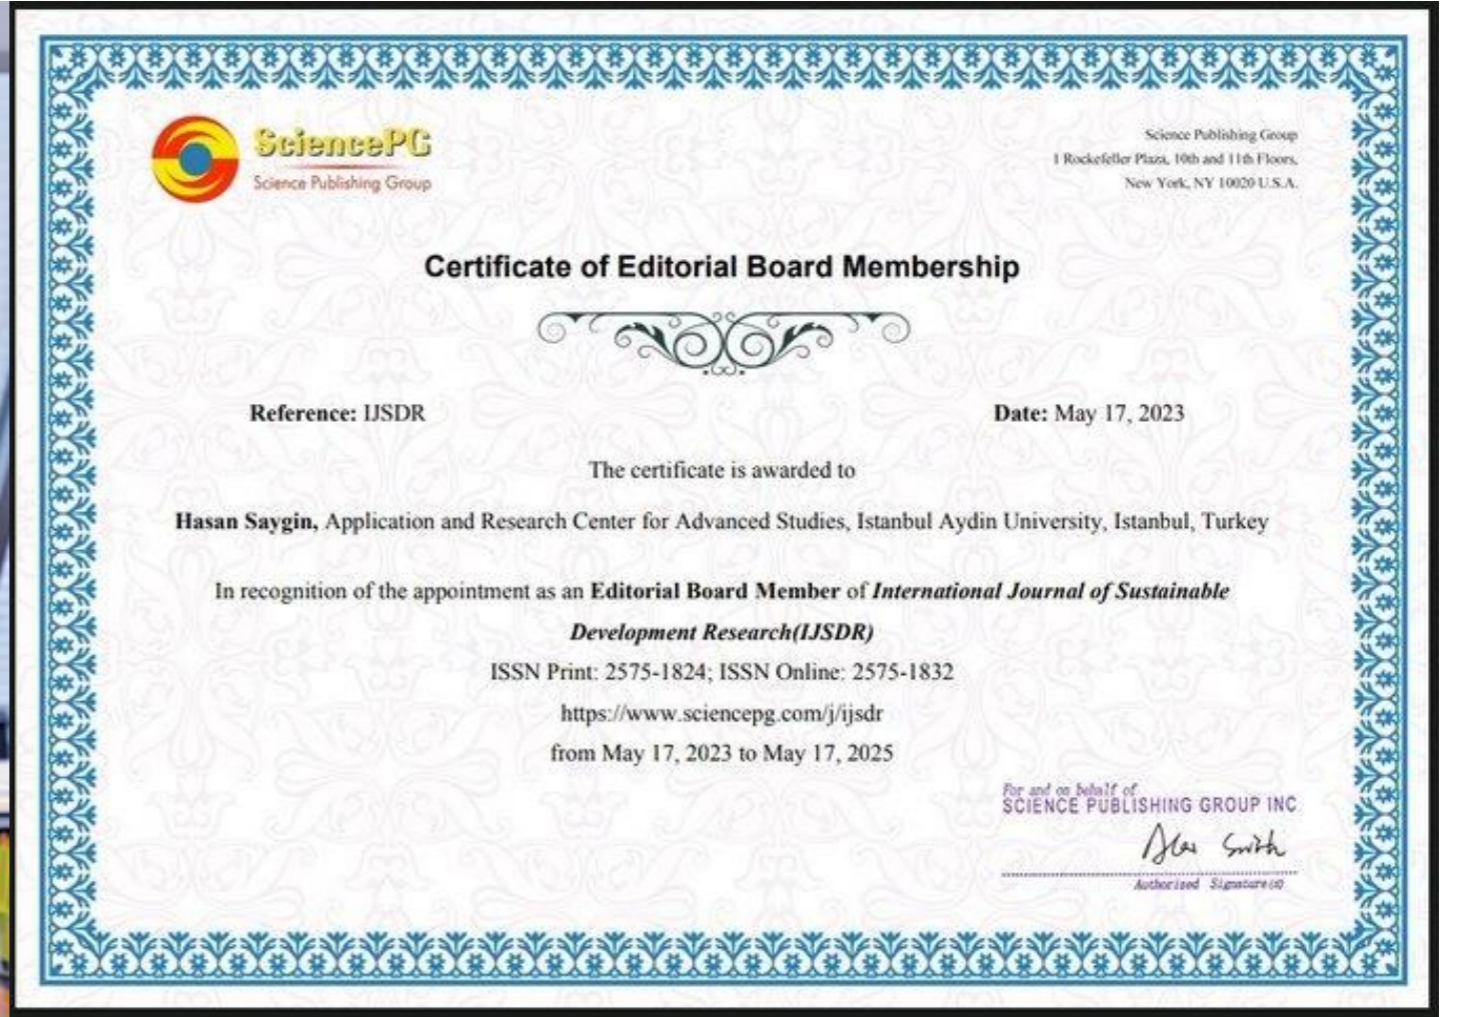 SciencePG
Science Publishing Group
Science Publishing Group
1 Rockefeller Plaza, 10th and 11th Floors,
New York, NY 10020 U.S.A.
Certificate of Editorial Board Membership
Reference: IJSDR
Date: May 17, 2023
The certificate is awarded to
Hasan Saygin, Application and Research Center for Advanced Studies, Istanbul Aydin University, Istanbul, Turkey
In recognition of the appointment as an Editorial Board Member of International Journal of Sustainable
Development Research(IJSDR)
ISSN Print: 2575-1824; ISSN Online: 2575-1832
https://www.sciencepg.com/j/ijsdr
from May 17, 2023 to May 17, 2025
For and on behalf of
SCIENCE PUBLISHING GROUP INC
Smith
Authorized Signature(s)